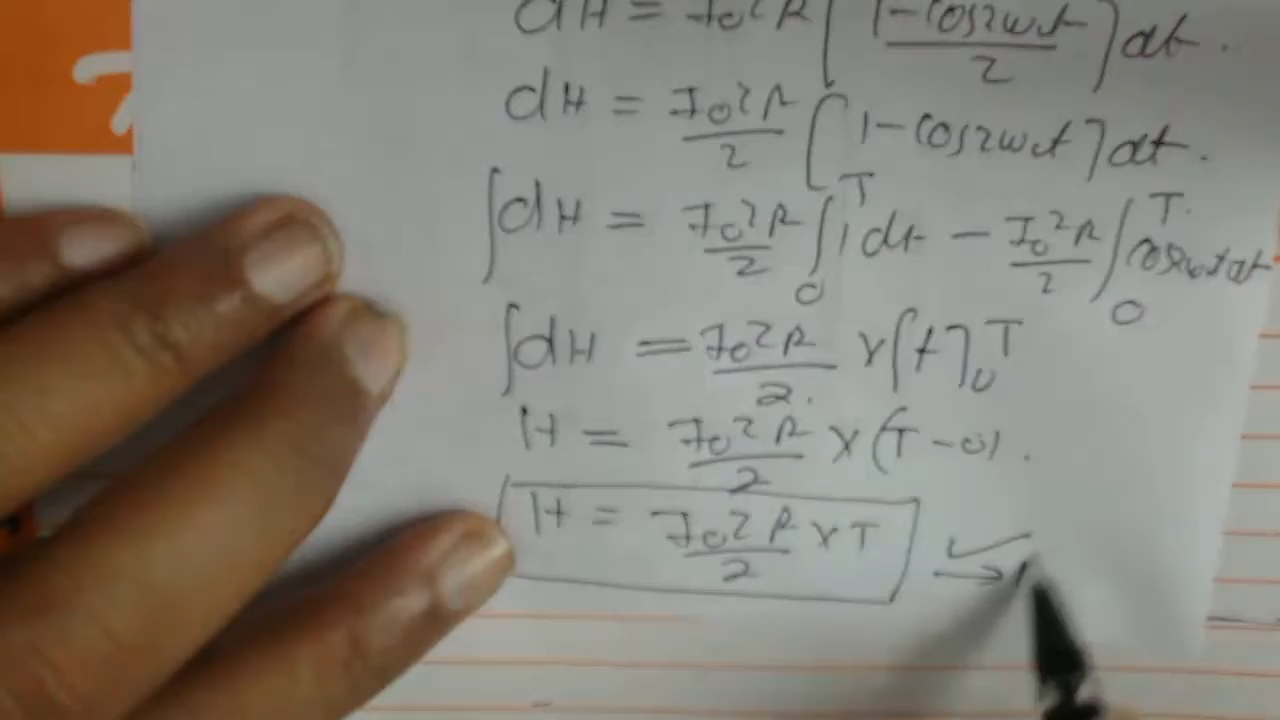 dH = I₀²R [1-cos2ωt / 2] dt.
dH = I₀²R/2 [1-cos2ωt] dt.
∫dH = I₀²R/2 ∫₀ᵀ 1 dt - I₀²R/2 ∫₀ᵀ cos2ωt dt
∫dH = I₀²R/2. × [t]₀ᵀ
H = I₀²R/2 × (T-0).
H = I₀²R/2 × T